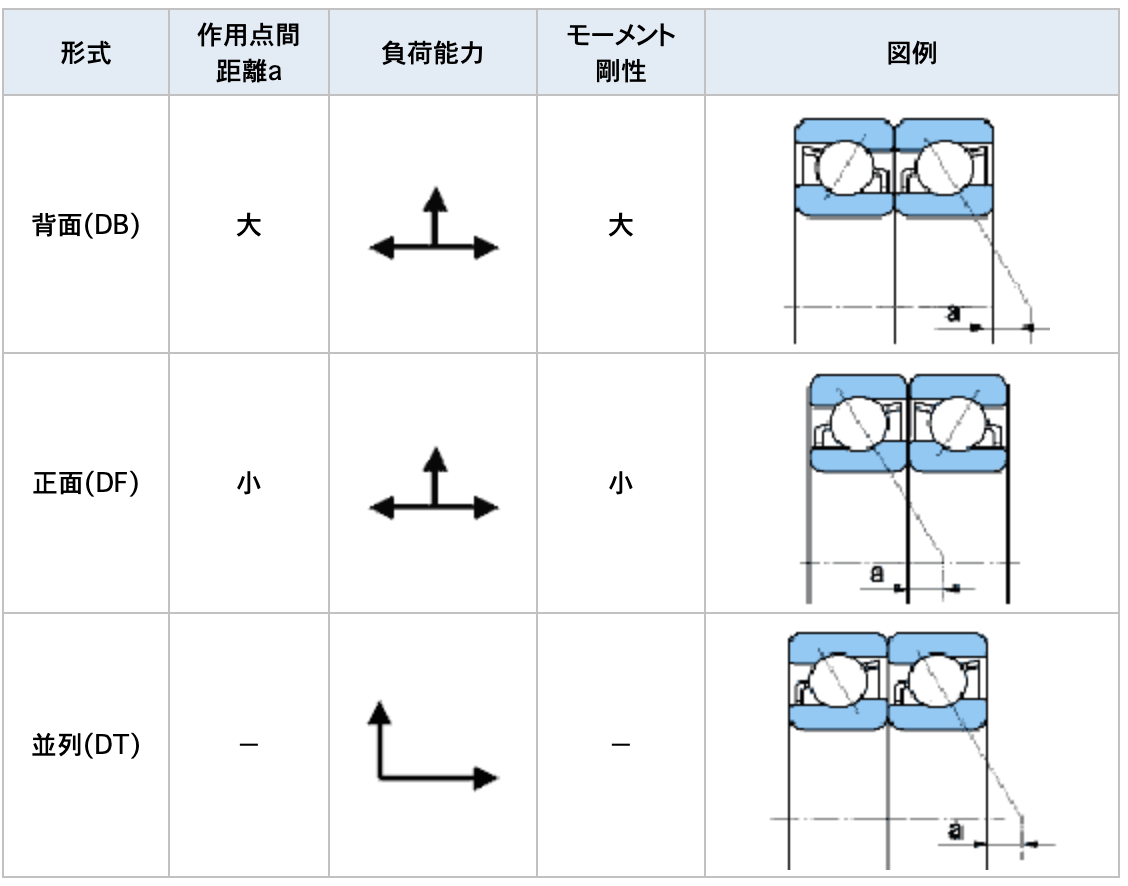 形式
作用点間
距離a
負荷能力
モーメント
剛性
図例
背面(DB)
大
大
a
正面(DF)
小
小
a
並列(DT)
－
－
a